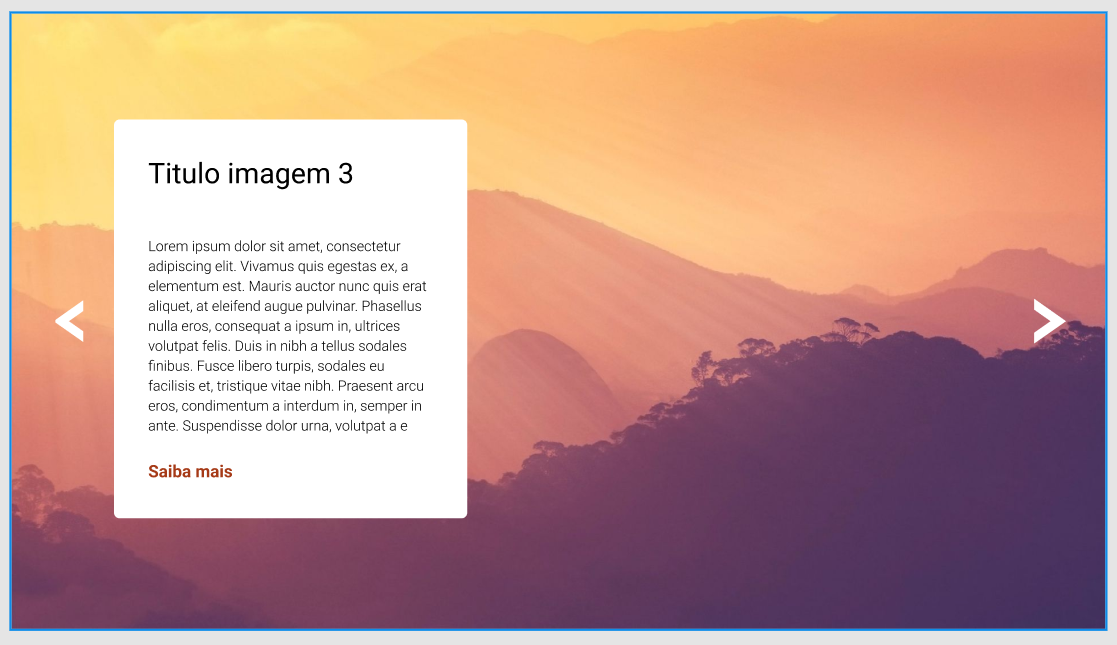 Titulo imagem 3
Lorem ipsum dolor sit amet, consectetur
adipiscing elit. Vivamus quis egestas ex, a
elementum est. Mauris auctor nunc quis erat
aliquet, at eleifend augue pulvinar. Phasellus
nulla eros, consequat a ipsum in, ultrices
volutpat felis. Duis in nibh a tellus sodales
finibus. Fusce libero turpis, sodales eu
facilisis et, tristique vitae nibh. Praesent arcu
eros, condimentum a interdum in, semper in
ante. Suspendisse dolor urna, volutpat a e
Saiba mais